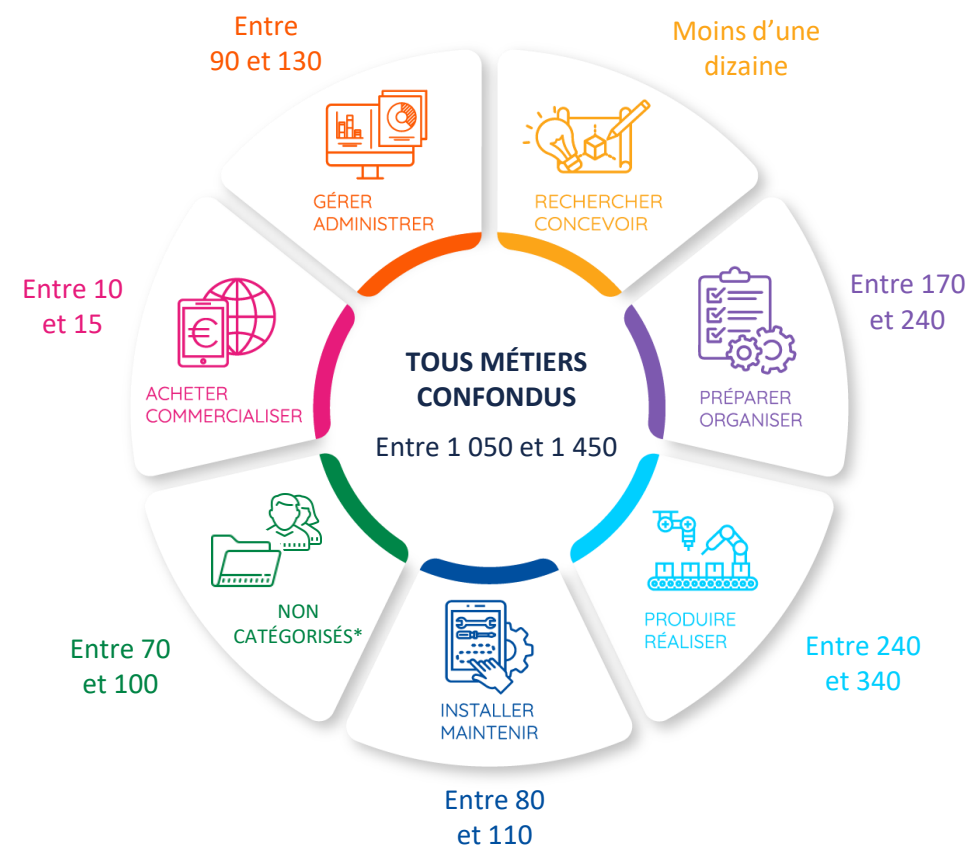 Entre
90 et 130
Moins d’une
dizaine
GÉRER
ADMINISTRER
RECHERCHER
CONCEVOIR
Entre 10
et 15
Entre 170
et 240
ACHETER
COMMERCIALISER
TOUS MÉTIERS
CONFONDUS
Entre 1 050 et 1 450
PRÉPARER
ORGANISER
NON
CATÉGORISÉS*
PRODUIRE
RÉALISER
Entre 70
et 100
Entre 240
et 340
INSTALLER
MAINTENIR
Entre 80
et 110